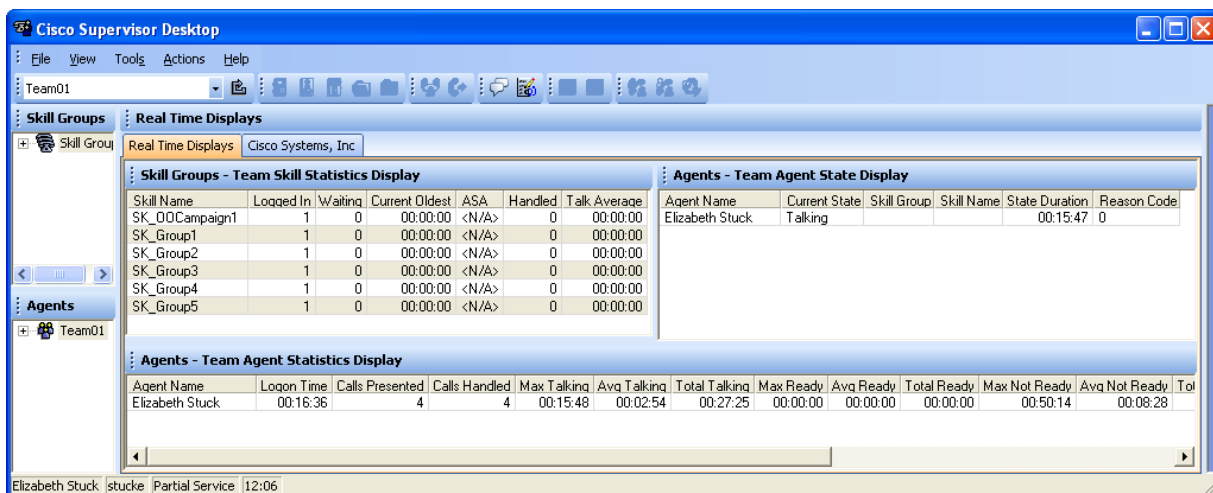 Cisco Supervisor Desktop
File View Tools Actions Help
Team01
Skill Groups
Skill Grou
Real Time Displays
Real Time Displays Cisco Systems, Inc
Skill Groups - Team Skill Statistics Display
Skill Name Logged In Waiting Current Oldest ASA Handled Talk Average
SK_OOCampaign1 1 0 00:00:00 <N/A> 0 00:00:00
SK_Group1 1 0 00:00:00 <N/A> 0 00:00:00
SK_Group2 1 0 00:00:00 <N/A> 0 00:00:00
SK_Group3 1 0 00:00:00 <N/A> 0 00:00:00
SK_Group4 1 0 00:00:00 <N/A> 0 00:00:00
SK_Group5 1 0 00:00:00 <N/A> 0 00:00:00
Agents - Team Agent State Display
Agent Name Current State Skill Group Skill Name State Duration Reason Code
Elizabeth Stuck Talking 00:15:47 0
Agents
Team01
Agents - Team Agent Statistics Display
Agent Name Logon Time Calls Presented Calls Handled Max Talking Avg Talking Total Talking Max Ready Avg Ready Total Ready Max Not Ready Avg Not Ready Tot
Elizabeth Stuck 00:16:36 4 4 00:15:48 00:02:54 00:27:25 00:00:00 00:00:00 00:00:00 00:50:14 00:08:28
Elizabeth Stuck stucke Partial Service 12:06